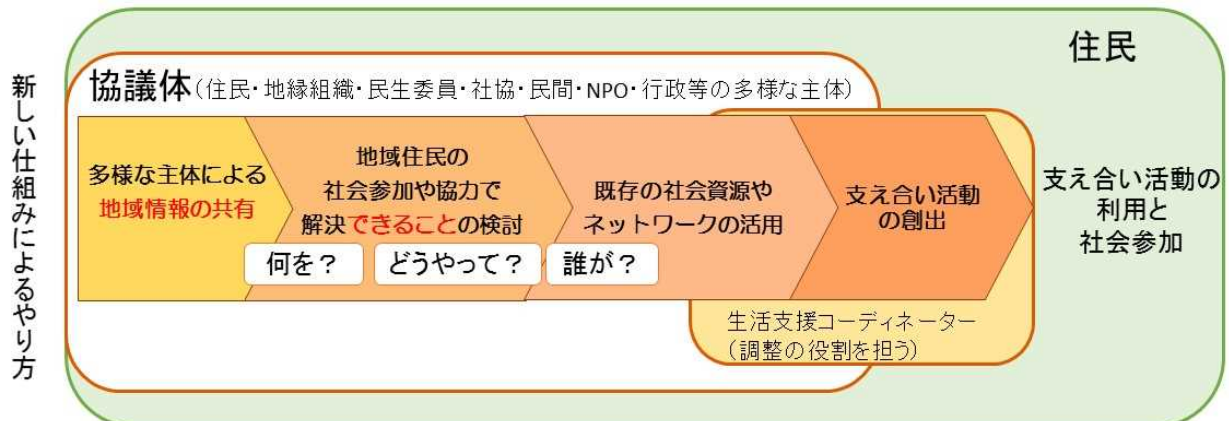 新しい仕組みによるやり方
住民
協議体(住民・地縁組織・民生委員・社協・民間・NPO・行政等の多様な主体)
多様な主体による
地域情報の共有
地域住民の
社会参加や協力で
解決できることの検討
何を?
どうやって?
誰が?
既存の社会資源や
ネットワークの活用
支え合い活動
の創出
支え合い活動の
利用と
社会参加
生活支援コーディネーター
(調整の役割を担う)